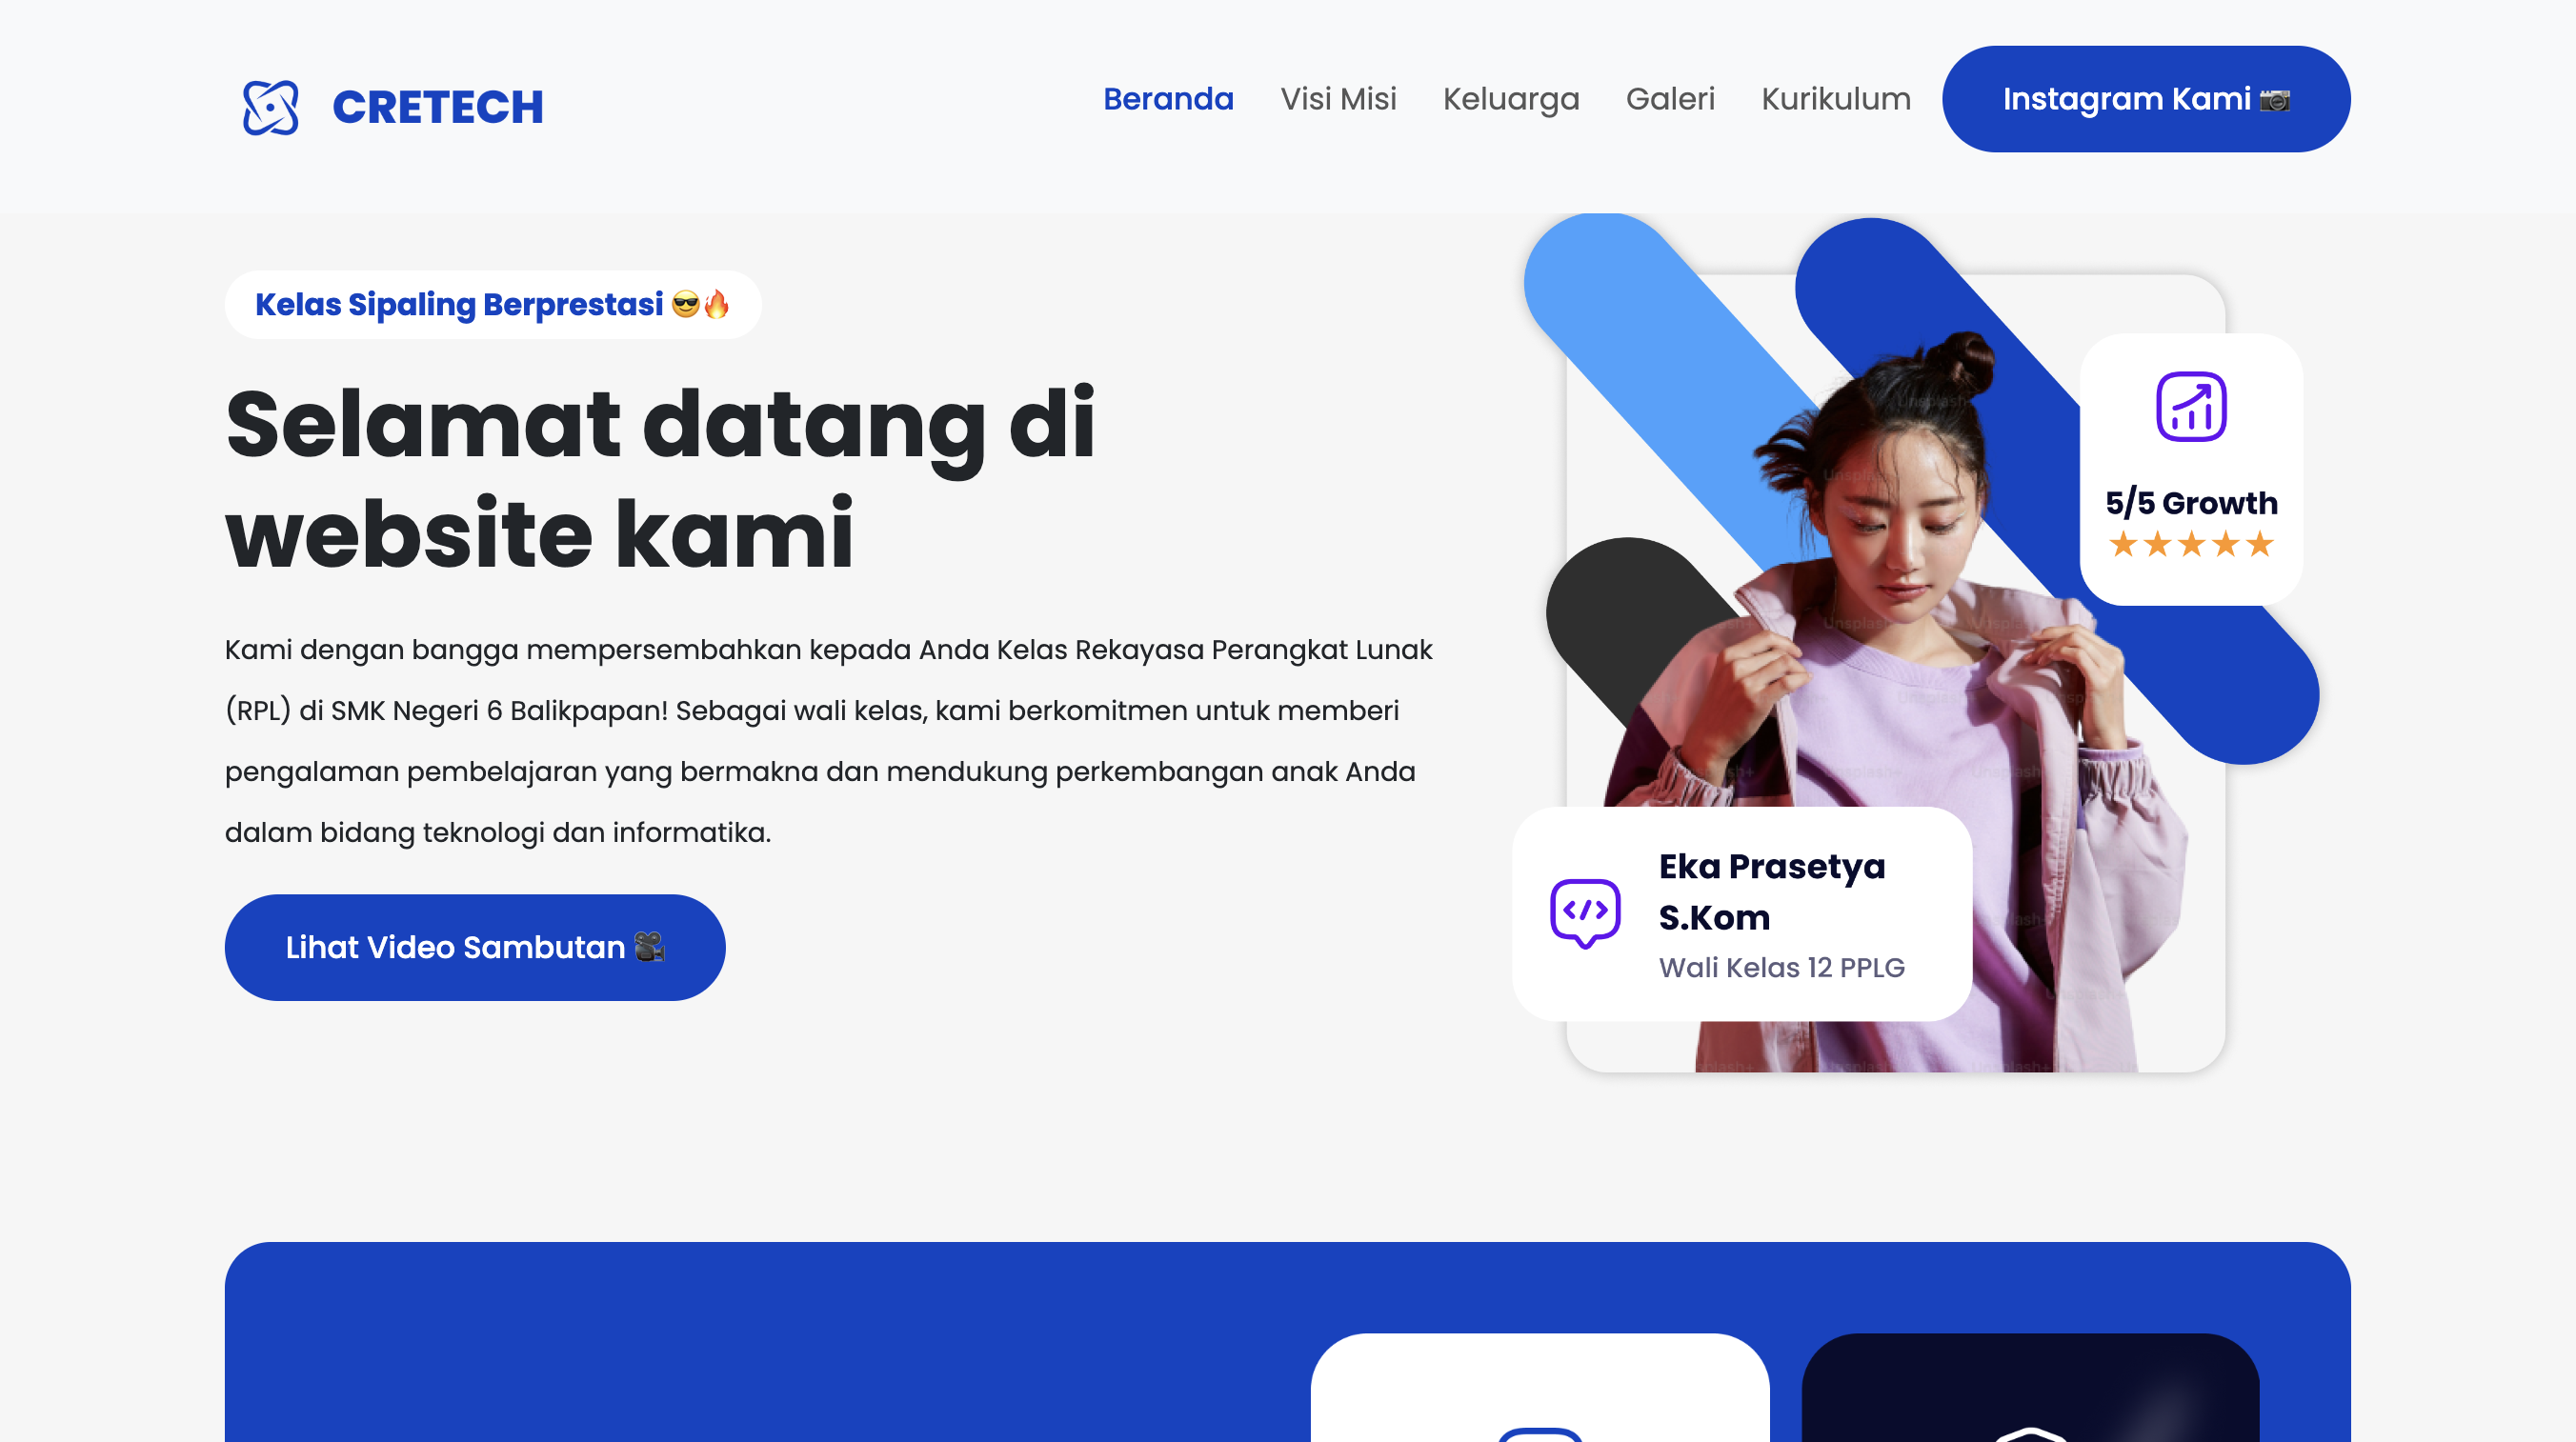 CRETECH
Beranda
Visi Misi
Keluarga
Galeri
Kurikulum
Instagram Kami 📷
Kelas Sipaling Berprestasi 😎🔥
Selamat datang di
website kami
Kami dengan bangga mempersembahkan kepada Anda Kelas Rekayasa Perangkat Lunak
(RPL) di SMK Negeri 6 Balikpapan! Sebagai wali kelas, kami berkomitmen untuk memberi
pengalaman pembelajaran yang bermakna dan mendukung perkembangan anak Anda
dalam bidang teknologi dan informatika.
Lihat Video Sambutan 🎥
5/5 Growth
★★★★★
Eka Prasetya
S.Kom
Wali Kelas 12 PPLG
Unsplash+